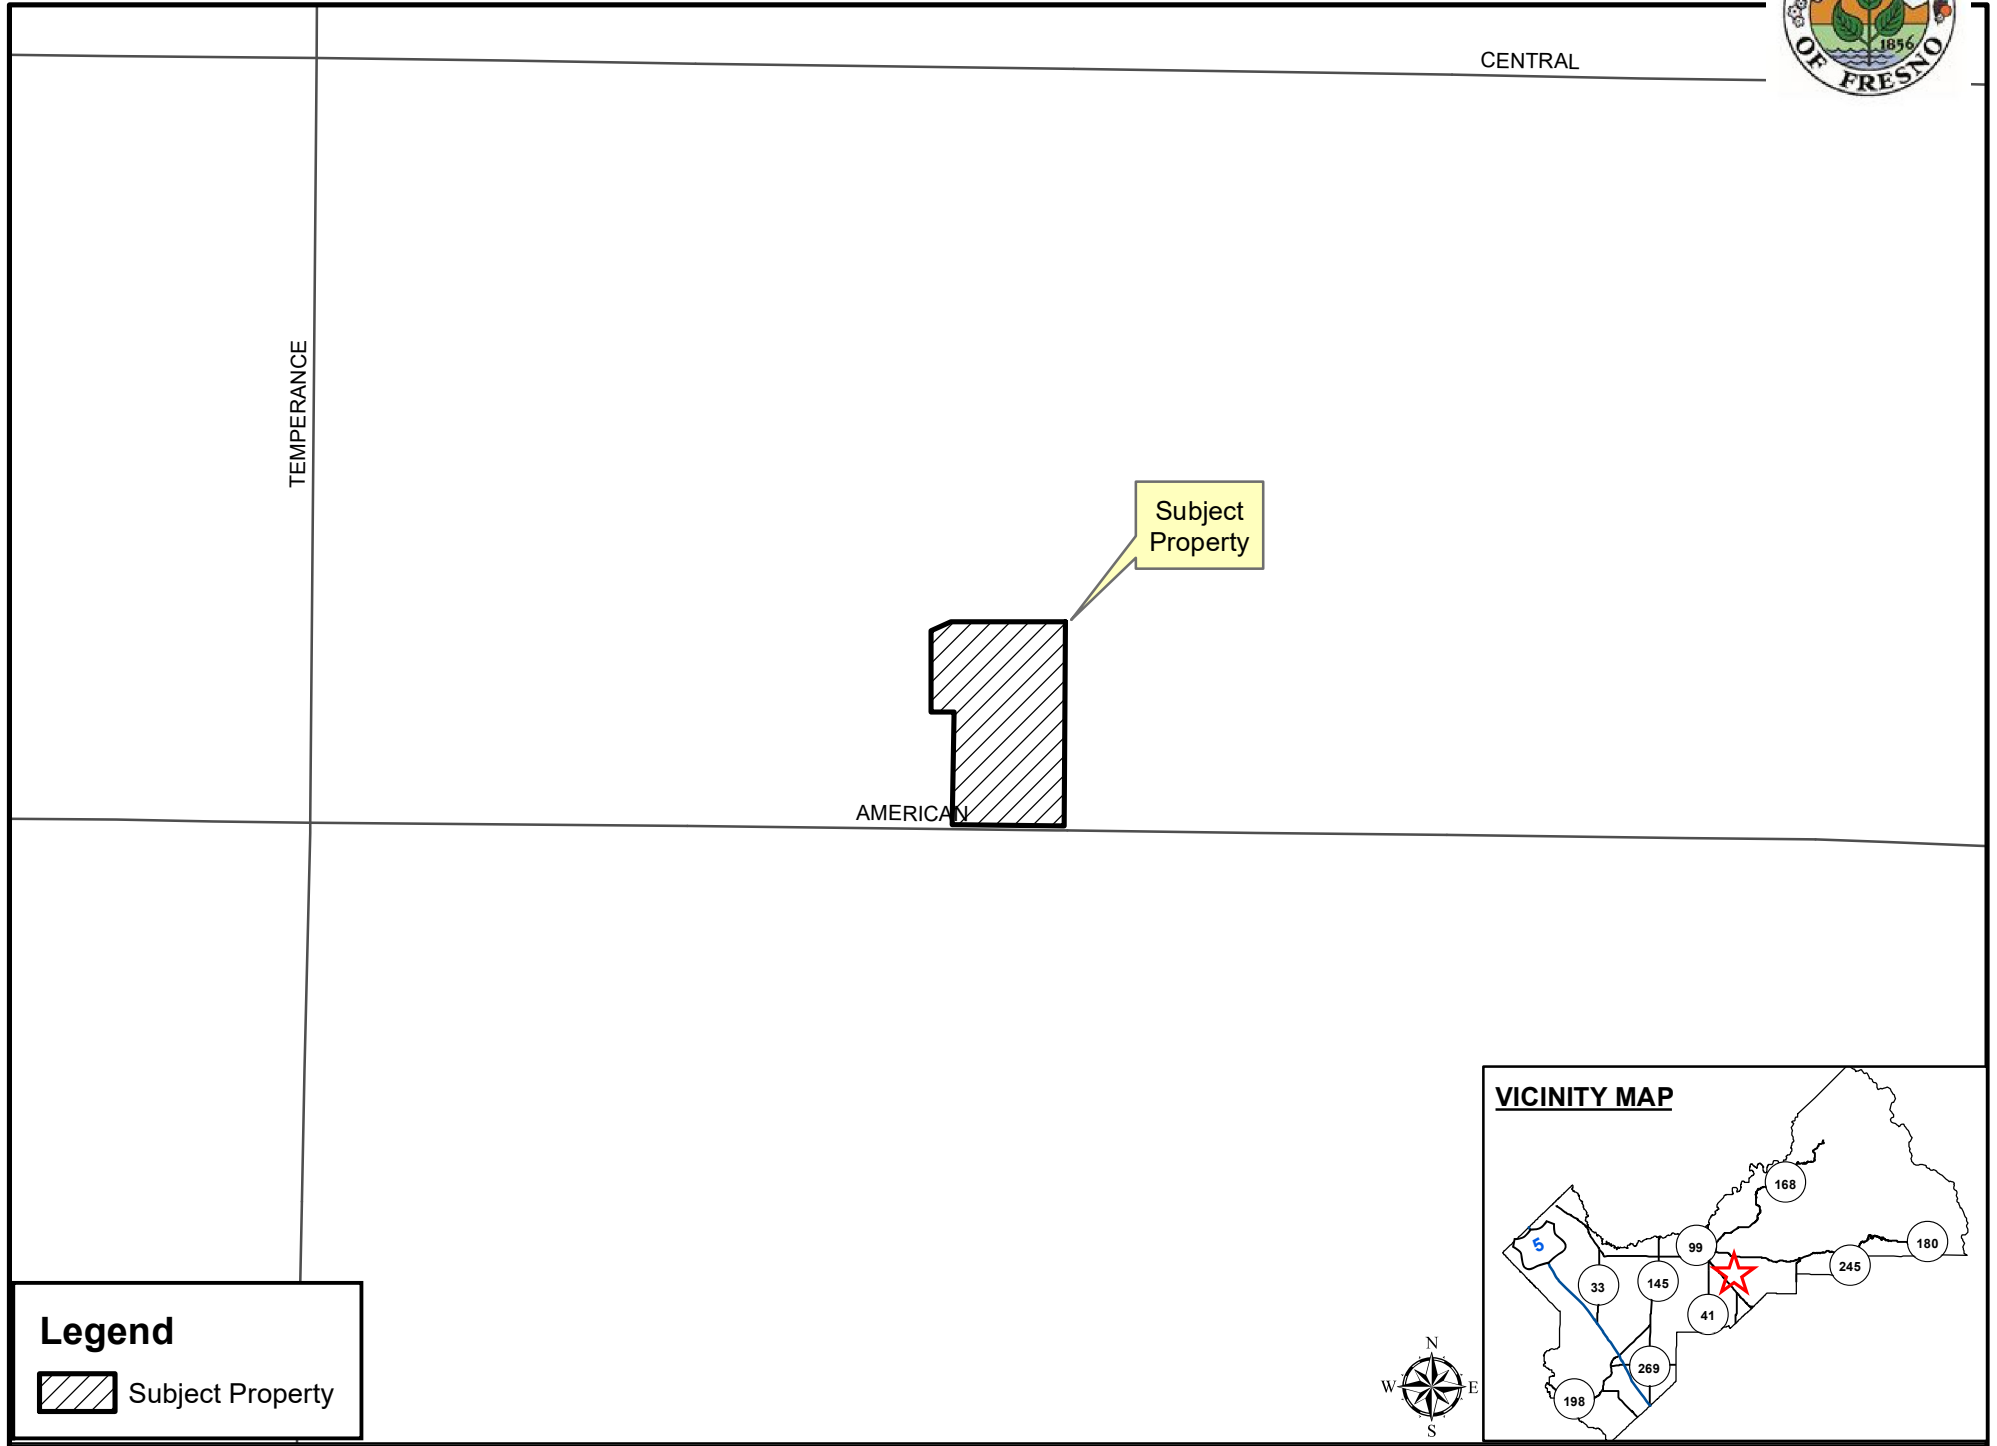 CENTRAL
1856
OF FRESNO
TEMPERANCE
Subject
Property
AMERICAN
VICINITY MAP
168
5
99
180
245
33
145
41
269
198
Legend
Subject Property
N
W
E
S